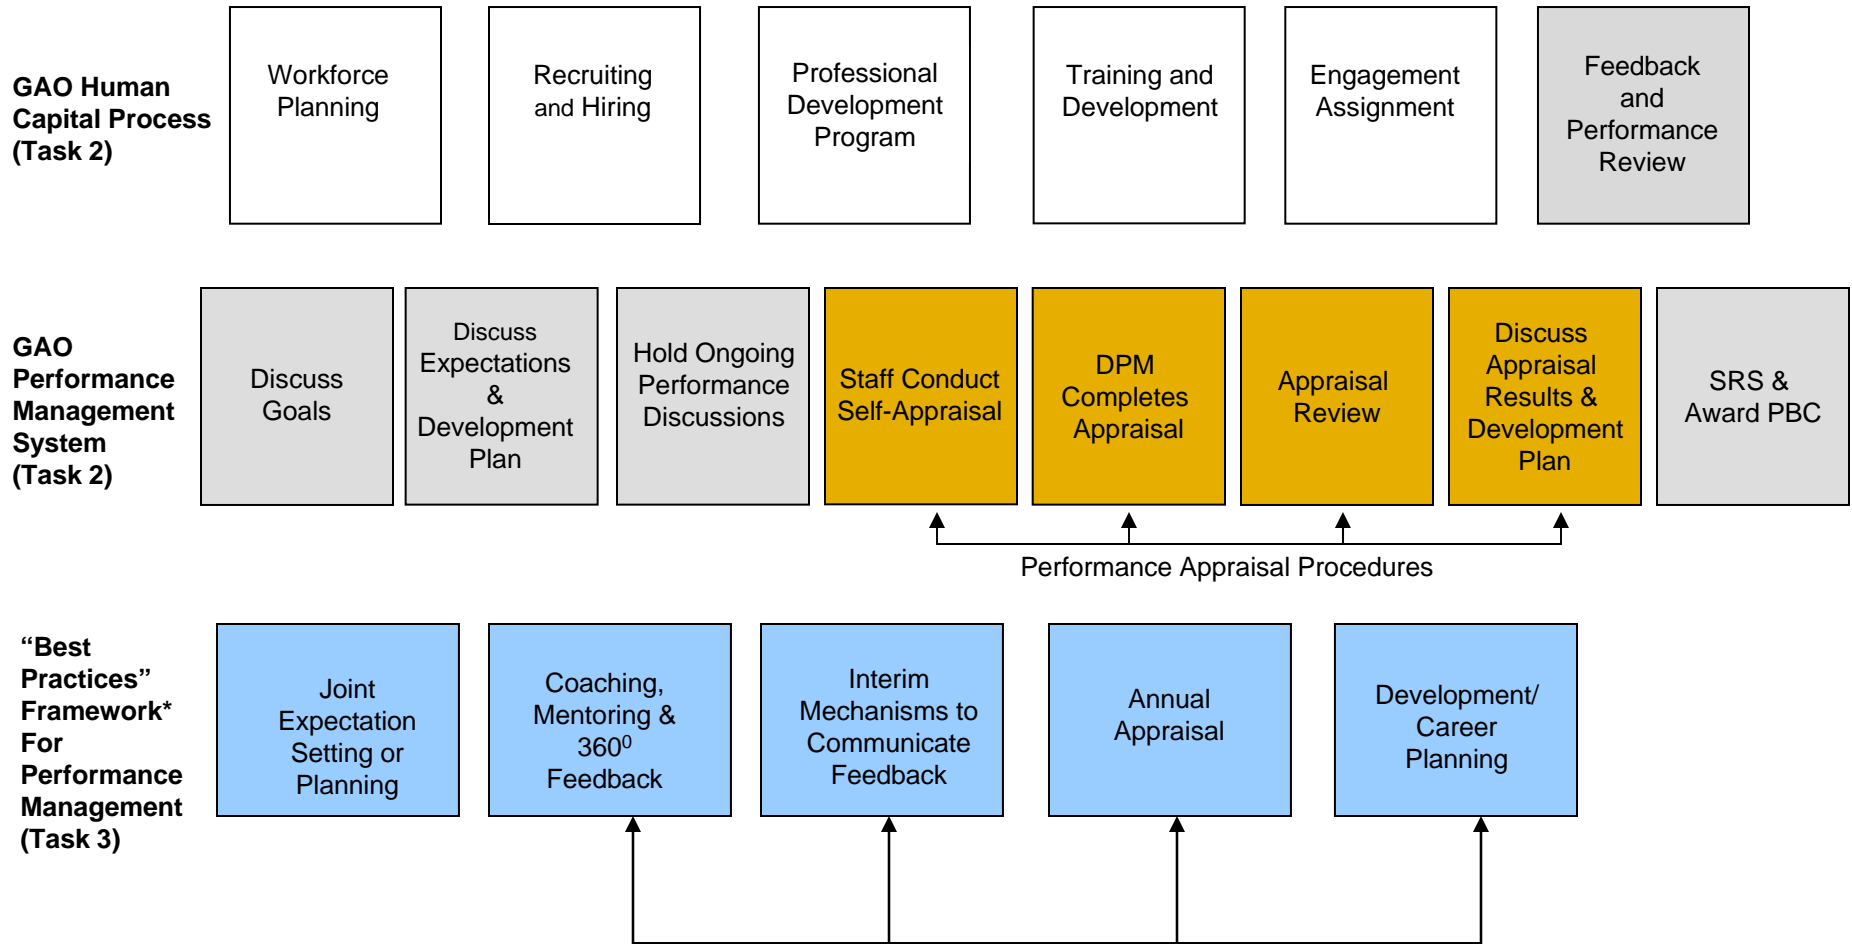 GAO Human
Capital Process
(Task 2)
Workforce
Planning
Recruiting
and Hiring
Professional
Development
Program
Training and
Development
Engagement
Assignment
Feedback
and
Performance
Review
GAO
Performance
Management
System
(Task 2)
Discuss
Goals
Discuss
Expectations
&
Development
Plan
Hold Ongoing
Performance
Discussions
Staff Conduct
Self-Appraisal
DPM
Completes
Appraisal
Appraisal
Review
Discuss
Appraisal
Results &
Development
Plan
SRS &
Award PBC
Performance Appraisal Procedures
“Best
Practices”
Framework*
For
Performance
Management
(Task 3)
Joint
Expectation
Setting or
Planning
Coaching,
Mentoring &
360⁰
Feedback
Interim
Mechanisms to
Communicate
Feedback
Annual
Appraisal
Development/
Career
Planning